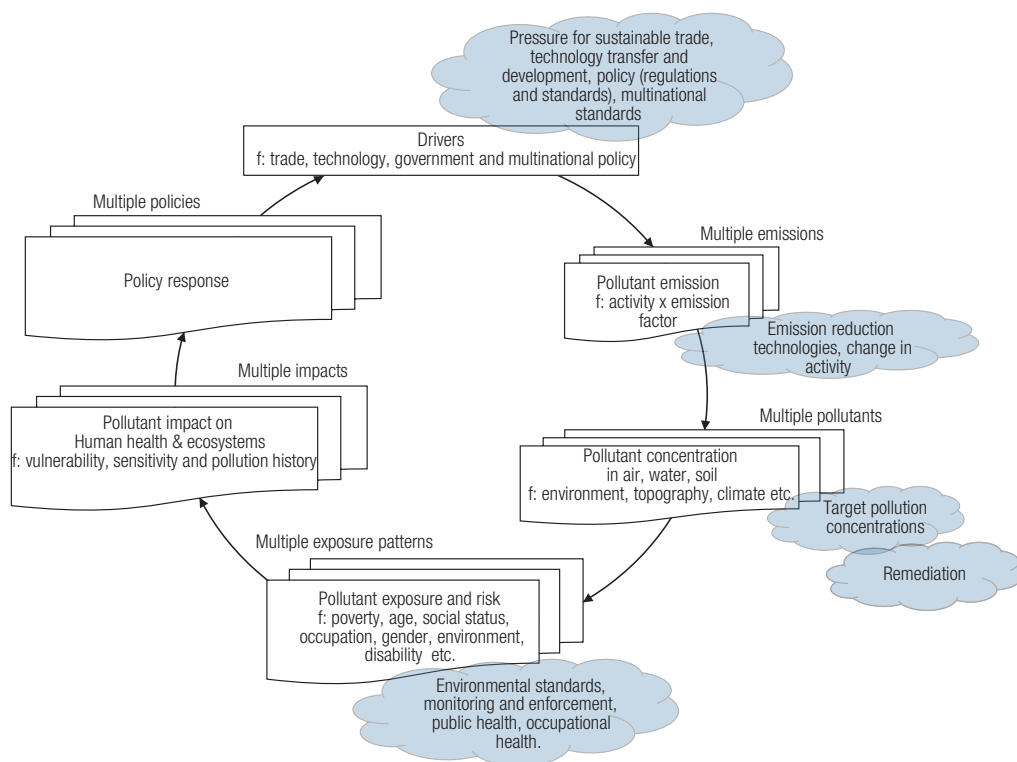 Pressure for sustainable trade,
technology transfer and
development, policy (regulations
and standards), multinational
standards
Drivers
f: trade, technology, government and multinational policy
Multiple policies
Policy response
Multiple emissions
Pollutant emission
f: activity x emission
factor
Emission reduction
technologies, change in
activity
Multiple impacts
Pollutant impact on
Human health & ecosystems
f: vulnerability, sensitivity and pollution history
Multiple pollutants
Pollutant concentration
in air, water, soil
f: environment, topography, climate etc.
Target pollution
concentrations
Remediation
Multiple exposure patterns
Pollutant exposure and risk
f: poverty, age, social status,
occupation, gender, environment,
disability etc.
Environmental standards,
monitoring and enforcement,
public health, occupational
health.